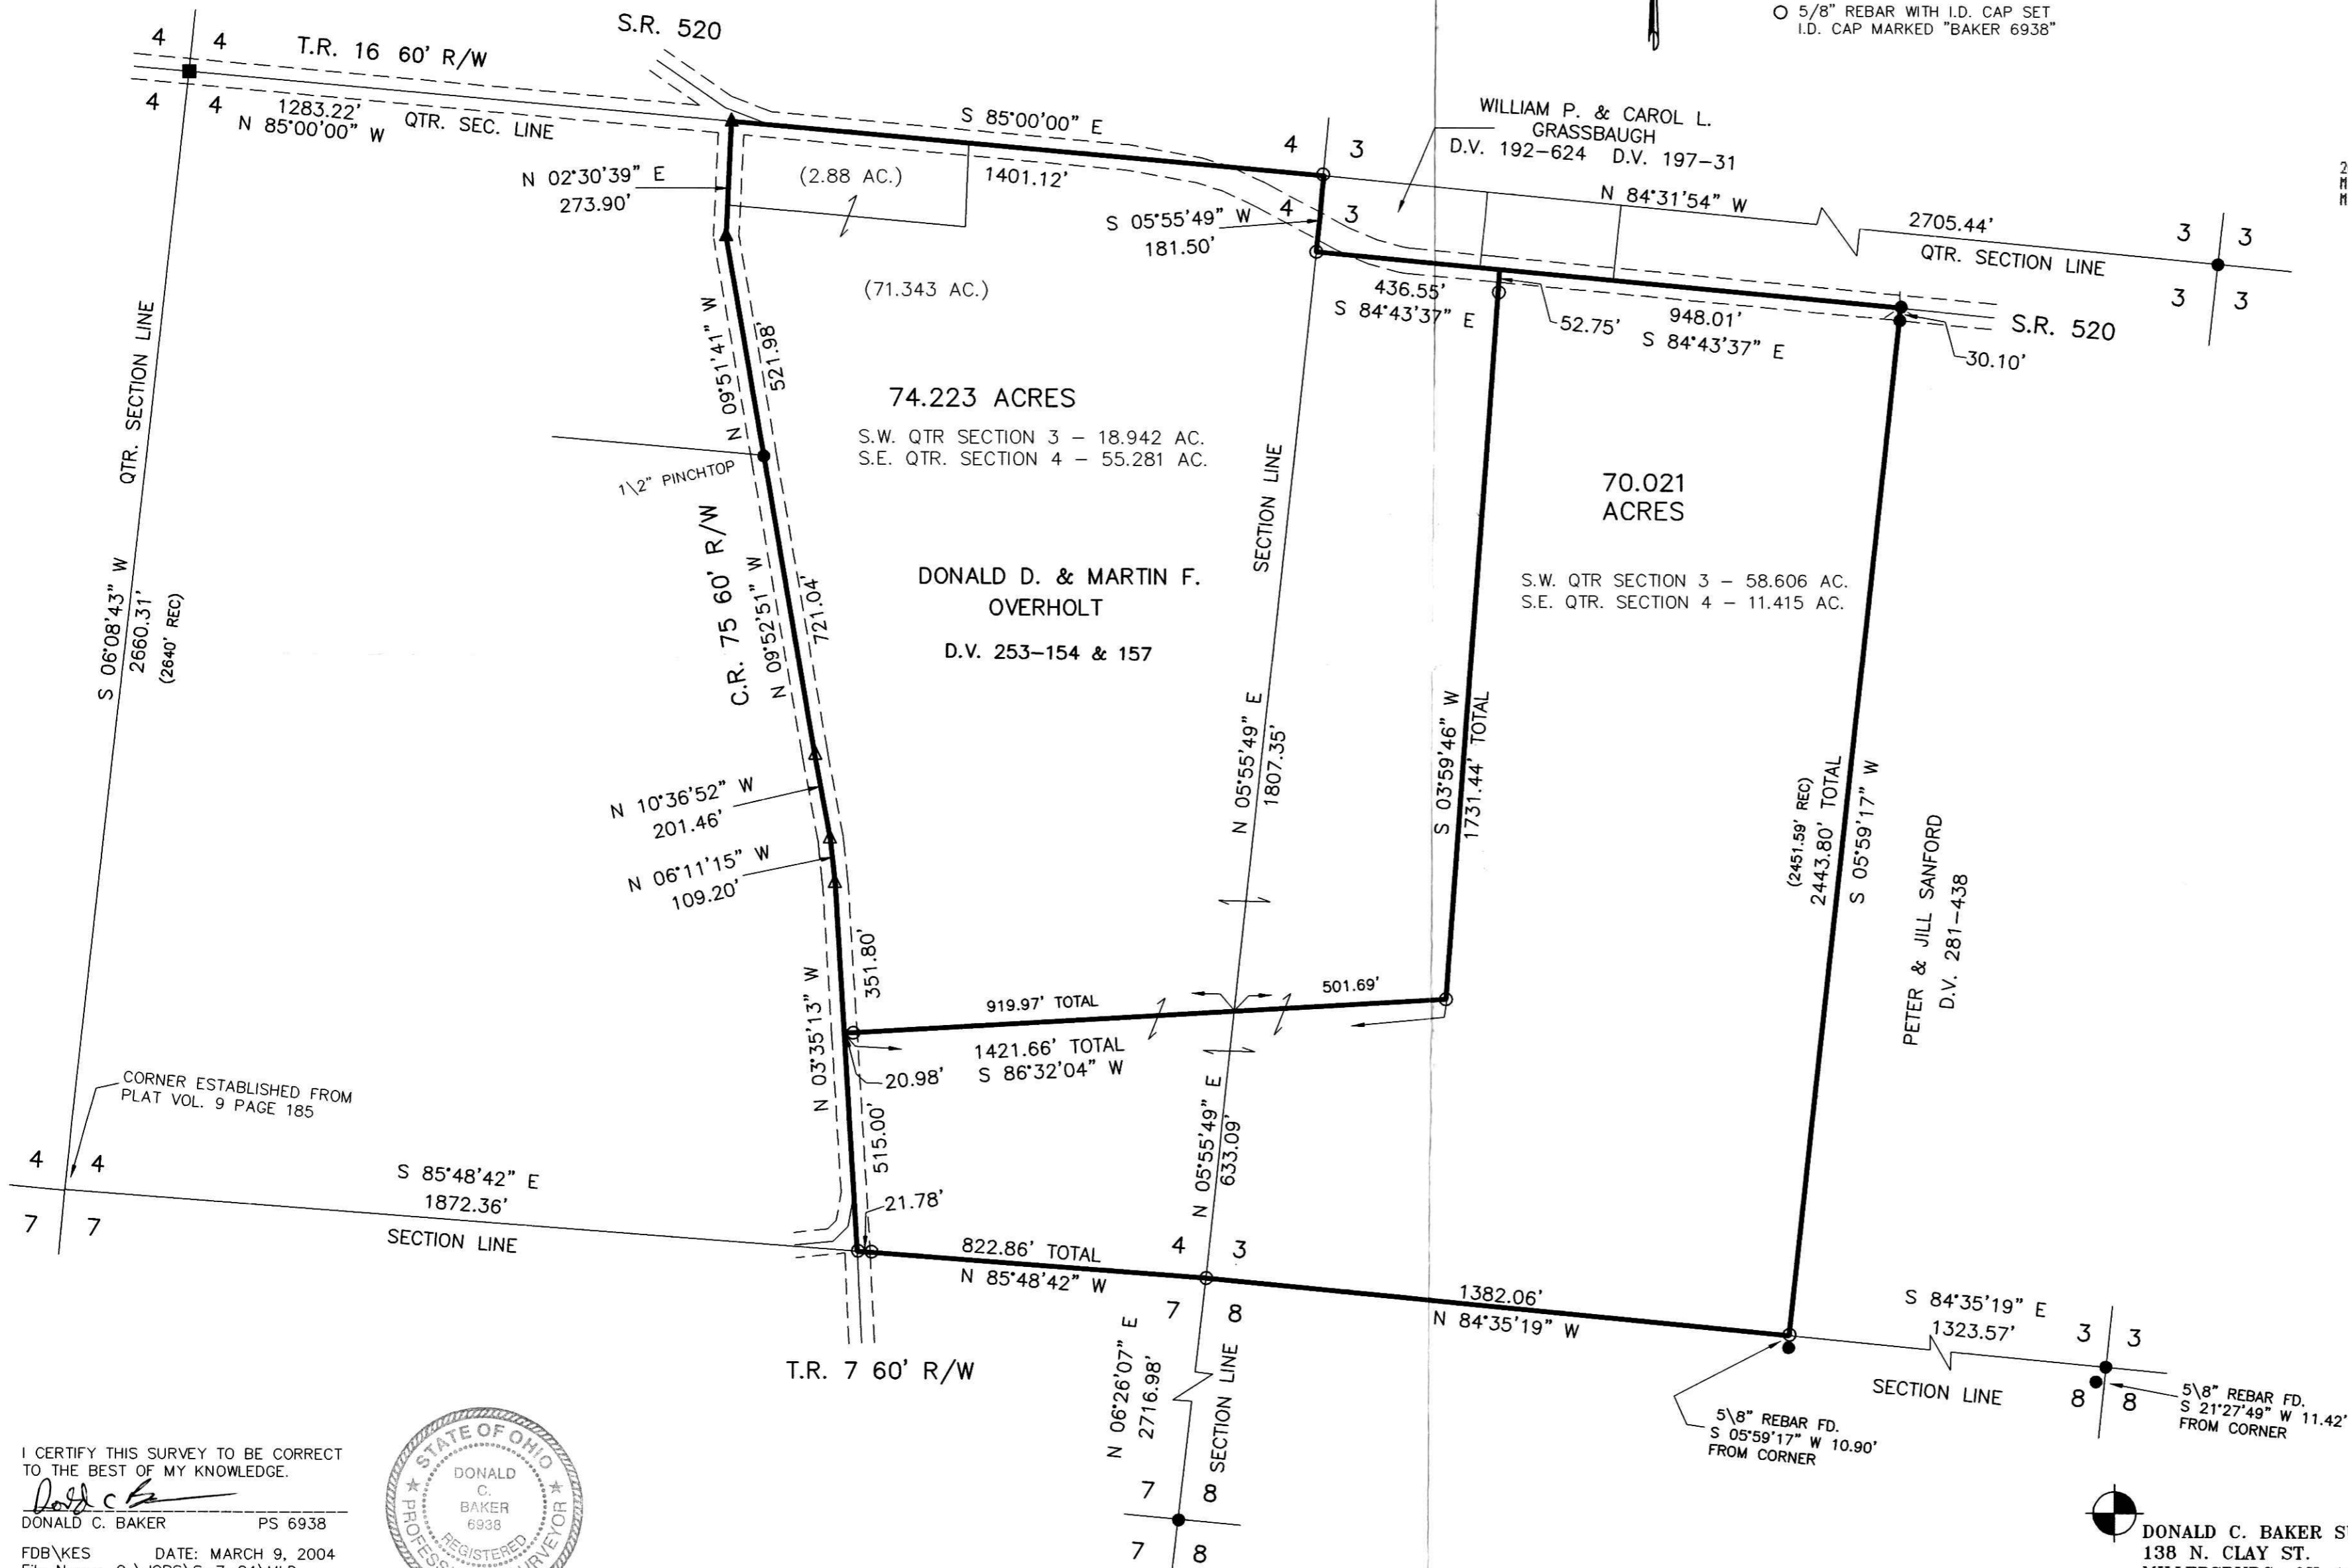 S.R. 520
T.R. 16 60' R/W
4 4
4 4
1283.22'
N 85°00'00" W
QTR. SEC. LINE
O 5/8" REBAR WITH I.D. CAP SET
I.D. CAP MARKED "BAKER 6938"
S 85°00'00" E
1401.12'
4 3
4 3
WILLIAM P. & CAROL L.
GRASSBAUGH
D.V. 192-624 D.V. 197-31
N 84°31'54" W
2705.44'
QTR. SECTION LINE
3 3
3 3
N 02°30'39" E
273.90'
(2.88 AC.)
S 05°55'49" W
181.50'
(71.343 AC.)
436.55'
S 84°43'37" E
52.75'
948.01'
S 84°43'37" E
S.R. 520
30.10'
QTR. SECTION LINE
S 06°08'43" W
2660.31'
(2640' REC)
N 09°51'41" W
521.98'
74.223 ACRES
S.W. QTR SECTION 3 – 18.942 AC.
S.E. QTR. SECTION 4 – 55.281 AC.
1\2" PINCHTOP
C.R. 75 60' R/W
N 09°52'51" W
721.04'
DONALD D. & MARTIN F.
OVERHOLT
D.V. 253-154 & 157
SECTION LINE
N 05°55'49" E
1807.35'
70.021
ACRES
S.W. QTR SECTION 3 – 58.606 AC.
S.E. QTR. SECTION 4 – 11.415 AC.
S 03°59'46" W
1731.44' TOTAL
(2451.59' REC)
2443.80' TOTAL
S 05°59'17" W
PETER & JILL SANFORD
D.V. 281-438
N 10°36'52" W
201.46'
N 06°11'15" W
109.20'
N 03°35'13" W
351.80'
919.97' TOTAL
501.69'
1421.66' TOTAL
S 86°32'04" W
20.98'
515.00'
21.78'
N 05°55'49" E
633.09'
CORNER ESTABLISHED FROM
PLAT VOL. 9 PAGE 185
4 4
7 7
S 85°48'42" E
1872.36'
SECTION LINE
822.86' TOTAL
N 85°48'42" W
4 3
7 8
1382.06'
N 84°35'19" W
T.R. 7 60' R/W
N 06°26'07" E
2716.98'
SECTION LINE
7 8
7 8
S 84°35'19" E
1323.57'
SECTION LINE
3 3
8 8
5\8" REBAR FD.
S 05°59'17" W 10.90'
FROM CORNER
5\8" REBAR FD.
S 21°27'49" W 11.42'
FROM CORNER
I CERTIFY THIS SURVEY TO BE CORRECT
TO THE BEST OF MY KNOWLEDGE.
DONALD C. BAKER PS 6938
FDB\KES DATE: MARCH 9, 2004
STATE OF OHIO
DONALD
C.
BAKER
6938
REGISTERED
DONALD C. BAKER
138 N. CLAY ST.